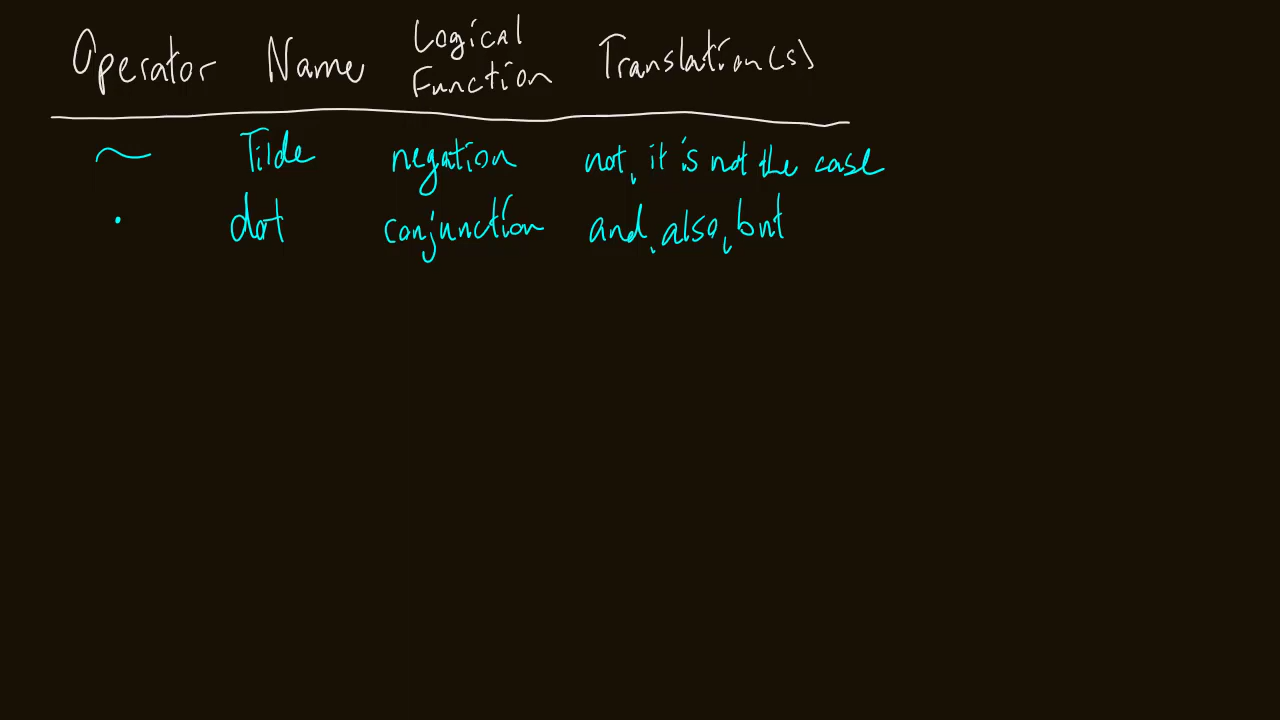 Operator Name Logical Function Translation(s)
~ Tilde negation not, it is not the case
· dot conjunction and, also, but